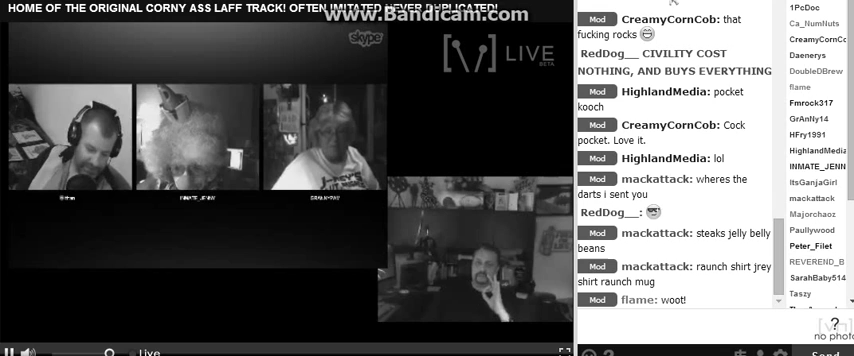 HOME OF THE ORIGINAL CORNY ASS LAFF TRACK! OFTEN IMITATED NEVER DUPLICATED!
www.Bandicam.com
skype
LIVE
BETA
INMATE_JENNY
Live
Mod CreamyCornCob: that
fucking rocks
RedDog__ CIVILITY COST
NOTHING, AND BUYS EVERYTHING
Mod HighlandMedia: pocket
kooch
Mod CreamyCornCob: Cock
pocket. Love it.
Mod HighlandMedia: lol
Mod mackattack: wheres the
darts i sent you
RedDog__:
Mod mackattack: steaks jelly belly
beans
Mod mackattack: raunch shirt jrey
shirt raunch mug
Mod flame: woot!
1PcDoc
Ca_NumNuts
CreamyCornCo
Daenerys
DoubleDBrew
flame
Fmrock317
GrAnNy14
HFry1991
HighlandMedia
INMATE_JENN
ItsGanjaGirl
mackattack
Majorchaoz
Paullywood
Peter_Filet
REVEREND_B
SarahBaby514
Taszy
?
no photo
Send